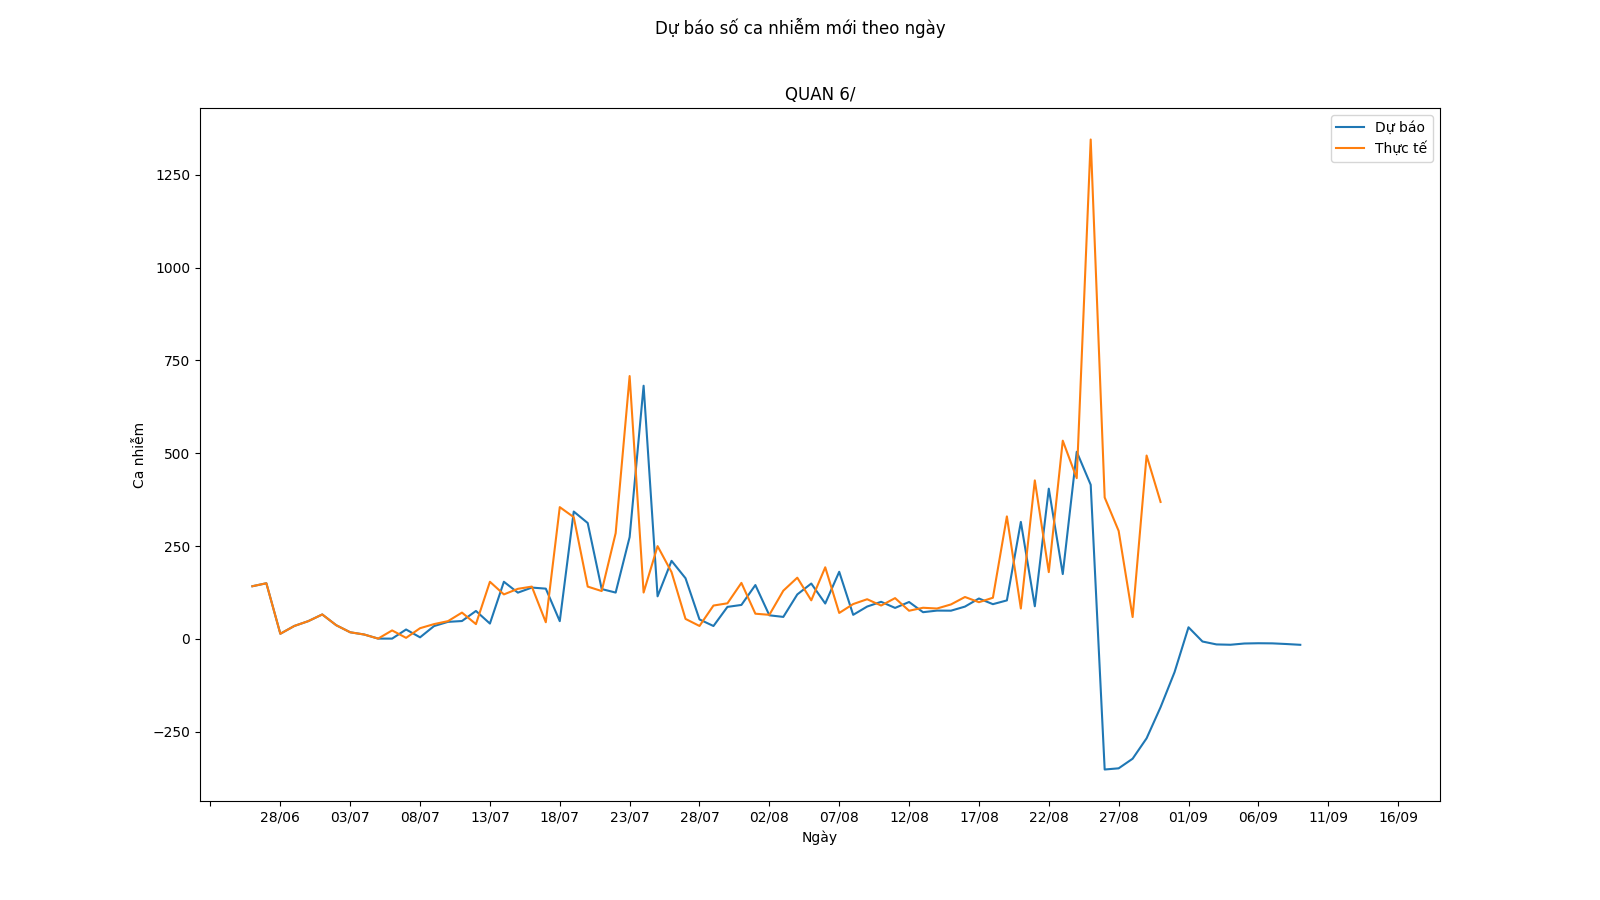 Dự báo số ca nhiễm mới theo ngày
QUAN 6/
Dự báo
Thực tế
1250
1000
750
500
250
0
−250
Ca nhiễm
28/06 03/07 08/07 13/07 18/07 23/07 28/07 02/08 07/08 12/08 17/08 22/08 27/08 01/09 06/09 11/09 16/09
Ngày